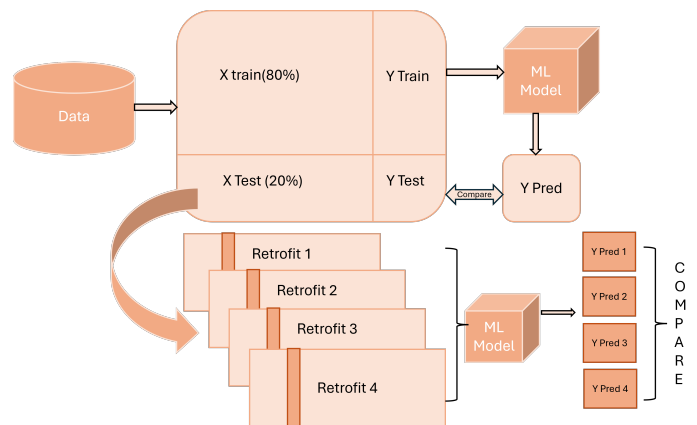 X train(80%)
Y Train
ML
Model
Data
X Test (20%)
Y Test
Compare
Y Pred
Retrofit 1
Retrofit 2
Retrofit 3
Retrofit 4
ML
Model
Y Pred 1
Y Pred 2
Y Pred 3
Y Pred 4
C
O
M
P
A
R
E